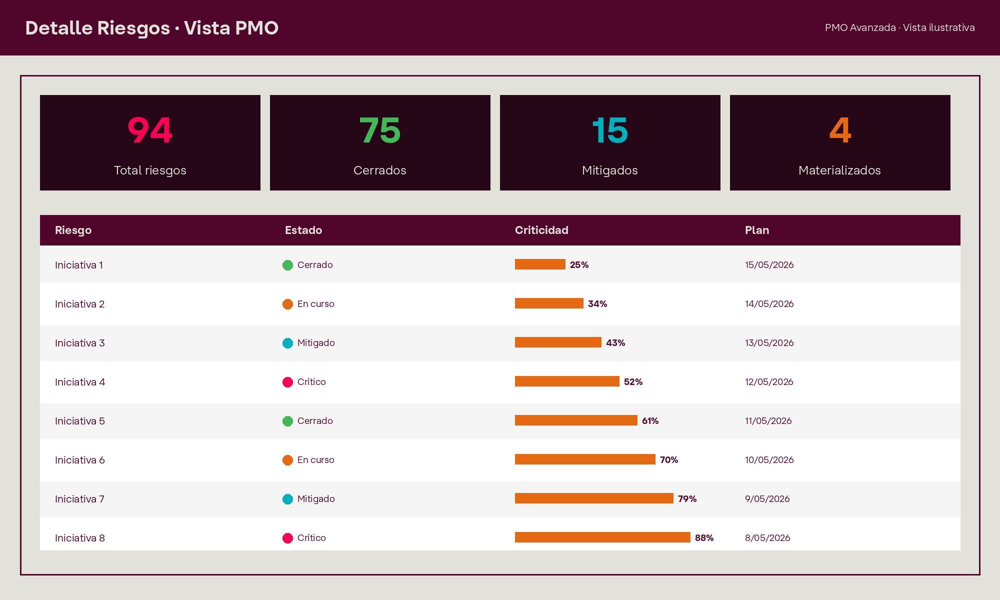 Detalle Riesgos · Vista PMO
PMO Avanzada · Vista ilustrativa
94
Total riesgos
75
Cerrados
15
Mitigados
4
Materializados
Riesgo Estado Criticidad Plan
Iniciativa 1 Cerrado 25% 15/05/2026
Iniciativa 2 En curso 34% 14/05/2026
Iniciativa 3 Mitigado 43% 13/05/2026
Iniciativa 4 Crítico 52% 12/05/2026
Iniciativa 5 Cerrado 61% 11/05/2026
Iniciativa 6 En curso 70% 10/05/2026
Iniciativa 7 Mitigado 79% 9/05/2026
Iniciativa 8 Crítico 88% 8/05/2026